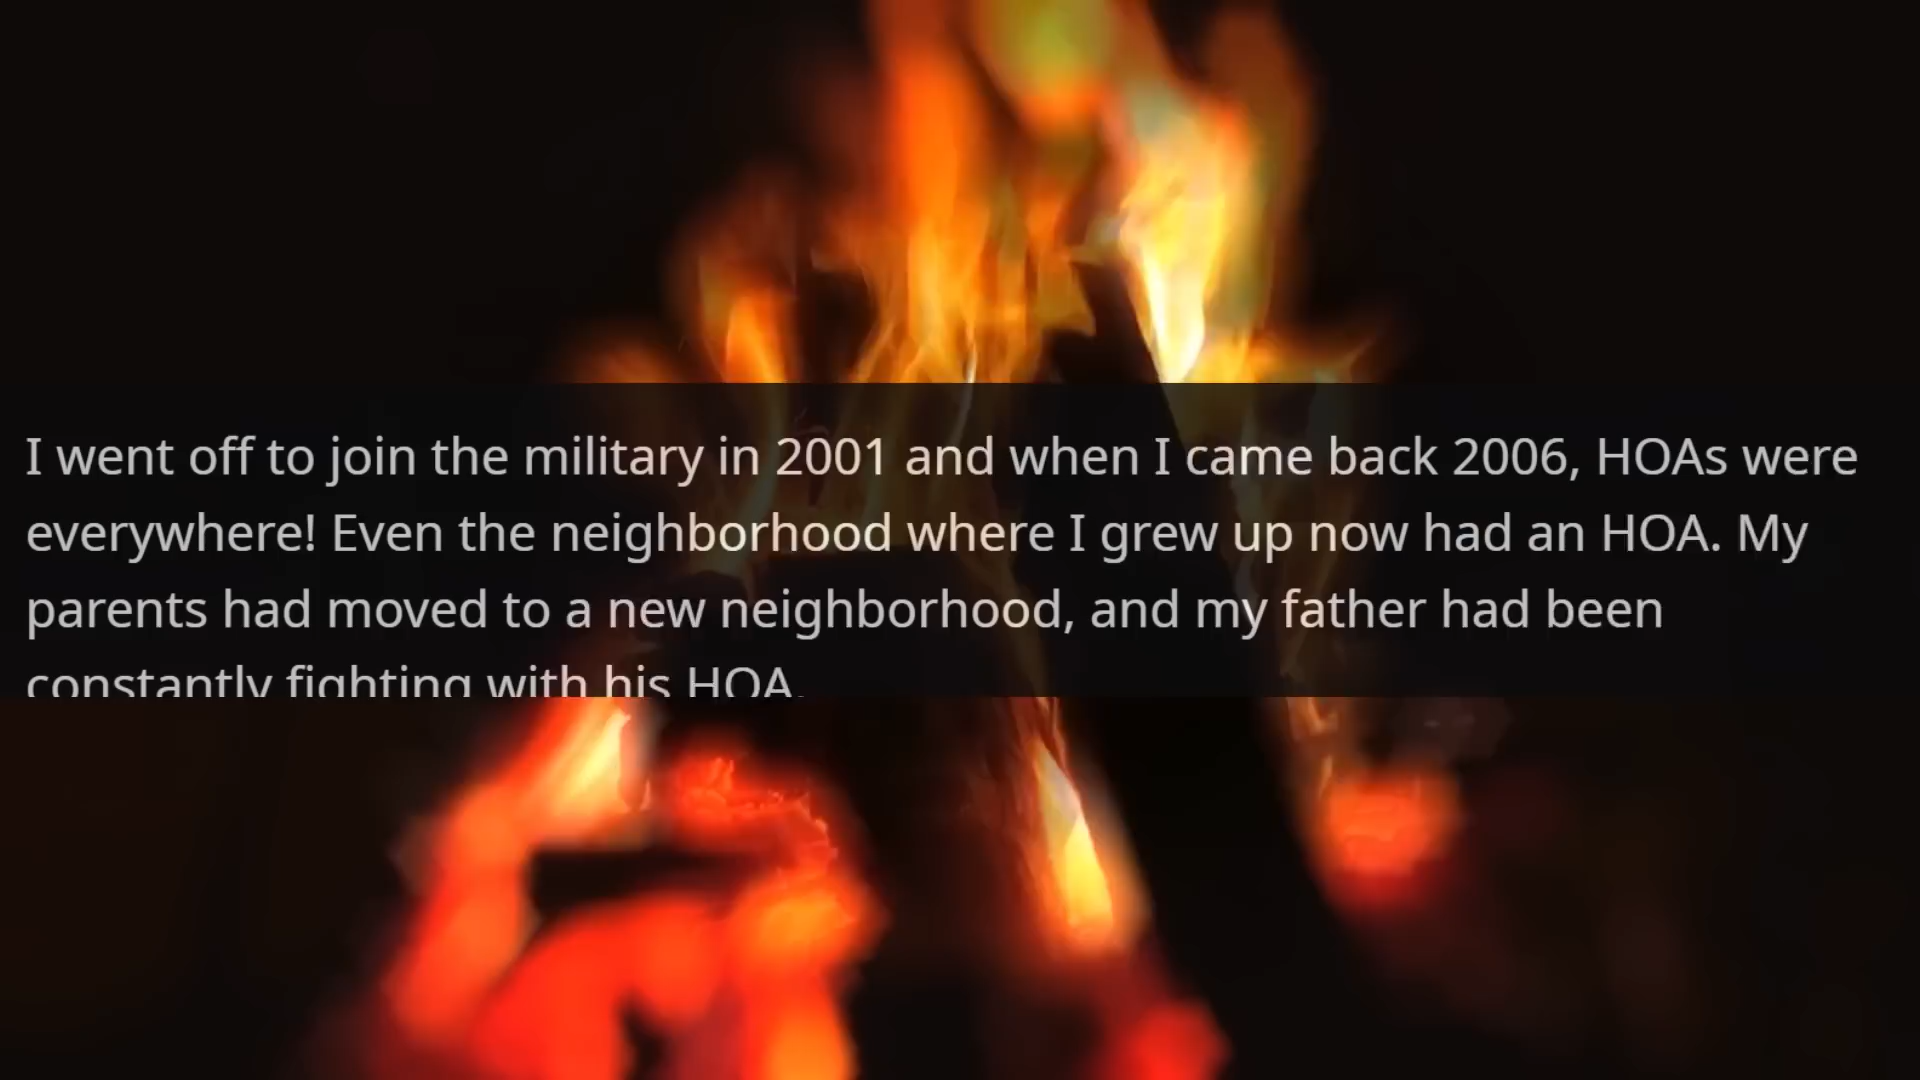 I went off to join the military in 2001 and when I came back 2006, HOAs were
everywhere! Even the neighborhood where I grew up now had an HOA. My
parents had moved to a new neighborhood, and my father had been
constantly fighting with his HOA.